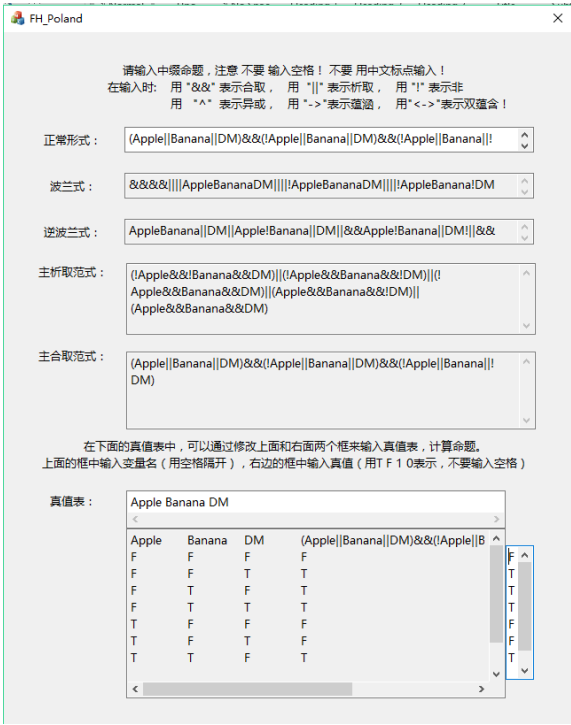 FH_Poland
请输入中缀命题，注意 不要 输入空格！ 不要 用中文标点输入！
在输入时: 用 "&&" 表示合取， 用 "||" 表示析取， 用 "!" 表示非
用 "^" 表示异或， 用 "->"表示蕴涵， 用"<->"表示双蕴含！
正常形式： (Apple||Banana||DM)&&(!Apple||Banana||DM)&&(!Apple||Banana||!
波兰式： &&&&||||AppleBananaDM||||!AppleBananaDM||||!AppleBanana!DM
逆波兰式： AppleBanana||DM||Apple!Banana||DM||&&Apple!Banana||DM!||&&
主析取范式： (!Apple&&!Banana&&DM)||(!Apple&&Banana&&!DM)||(!
Apple&&Banana&&DM)||(Apple&&Banana&&!DM)||
(Apple&&Banana&&DM)
主合取范式： (Apple||Banana||DM)&&(!Apple||Banana||DM)&&(!Apple||Banana||!
DM)
在下面的真值表中，可以通过修改上面和右面两个框来输入真值表，计算命题。
上面的框中输入变量名（用空格隔开），右边的框中输入真值（用T F 1 0表示，不要输入空格）
真值表： Apple Banana DM
Apple Banana DM (Apple||Banana||DM)&&(!Apple||B
F F F F F
F F T T T
F T F T T
F T T T T
T F F F F
T F T F F
T T F T T